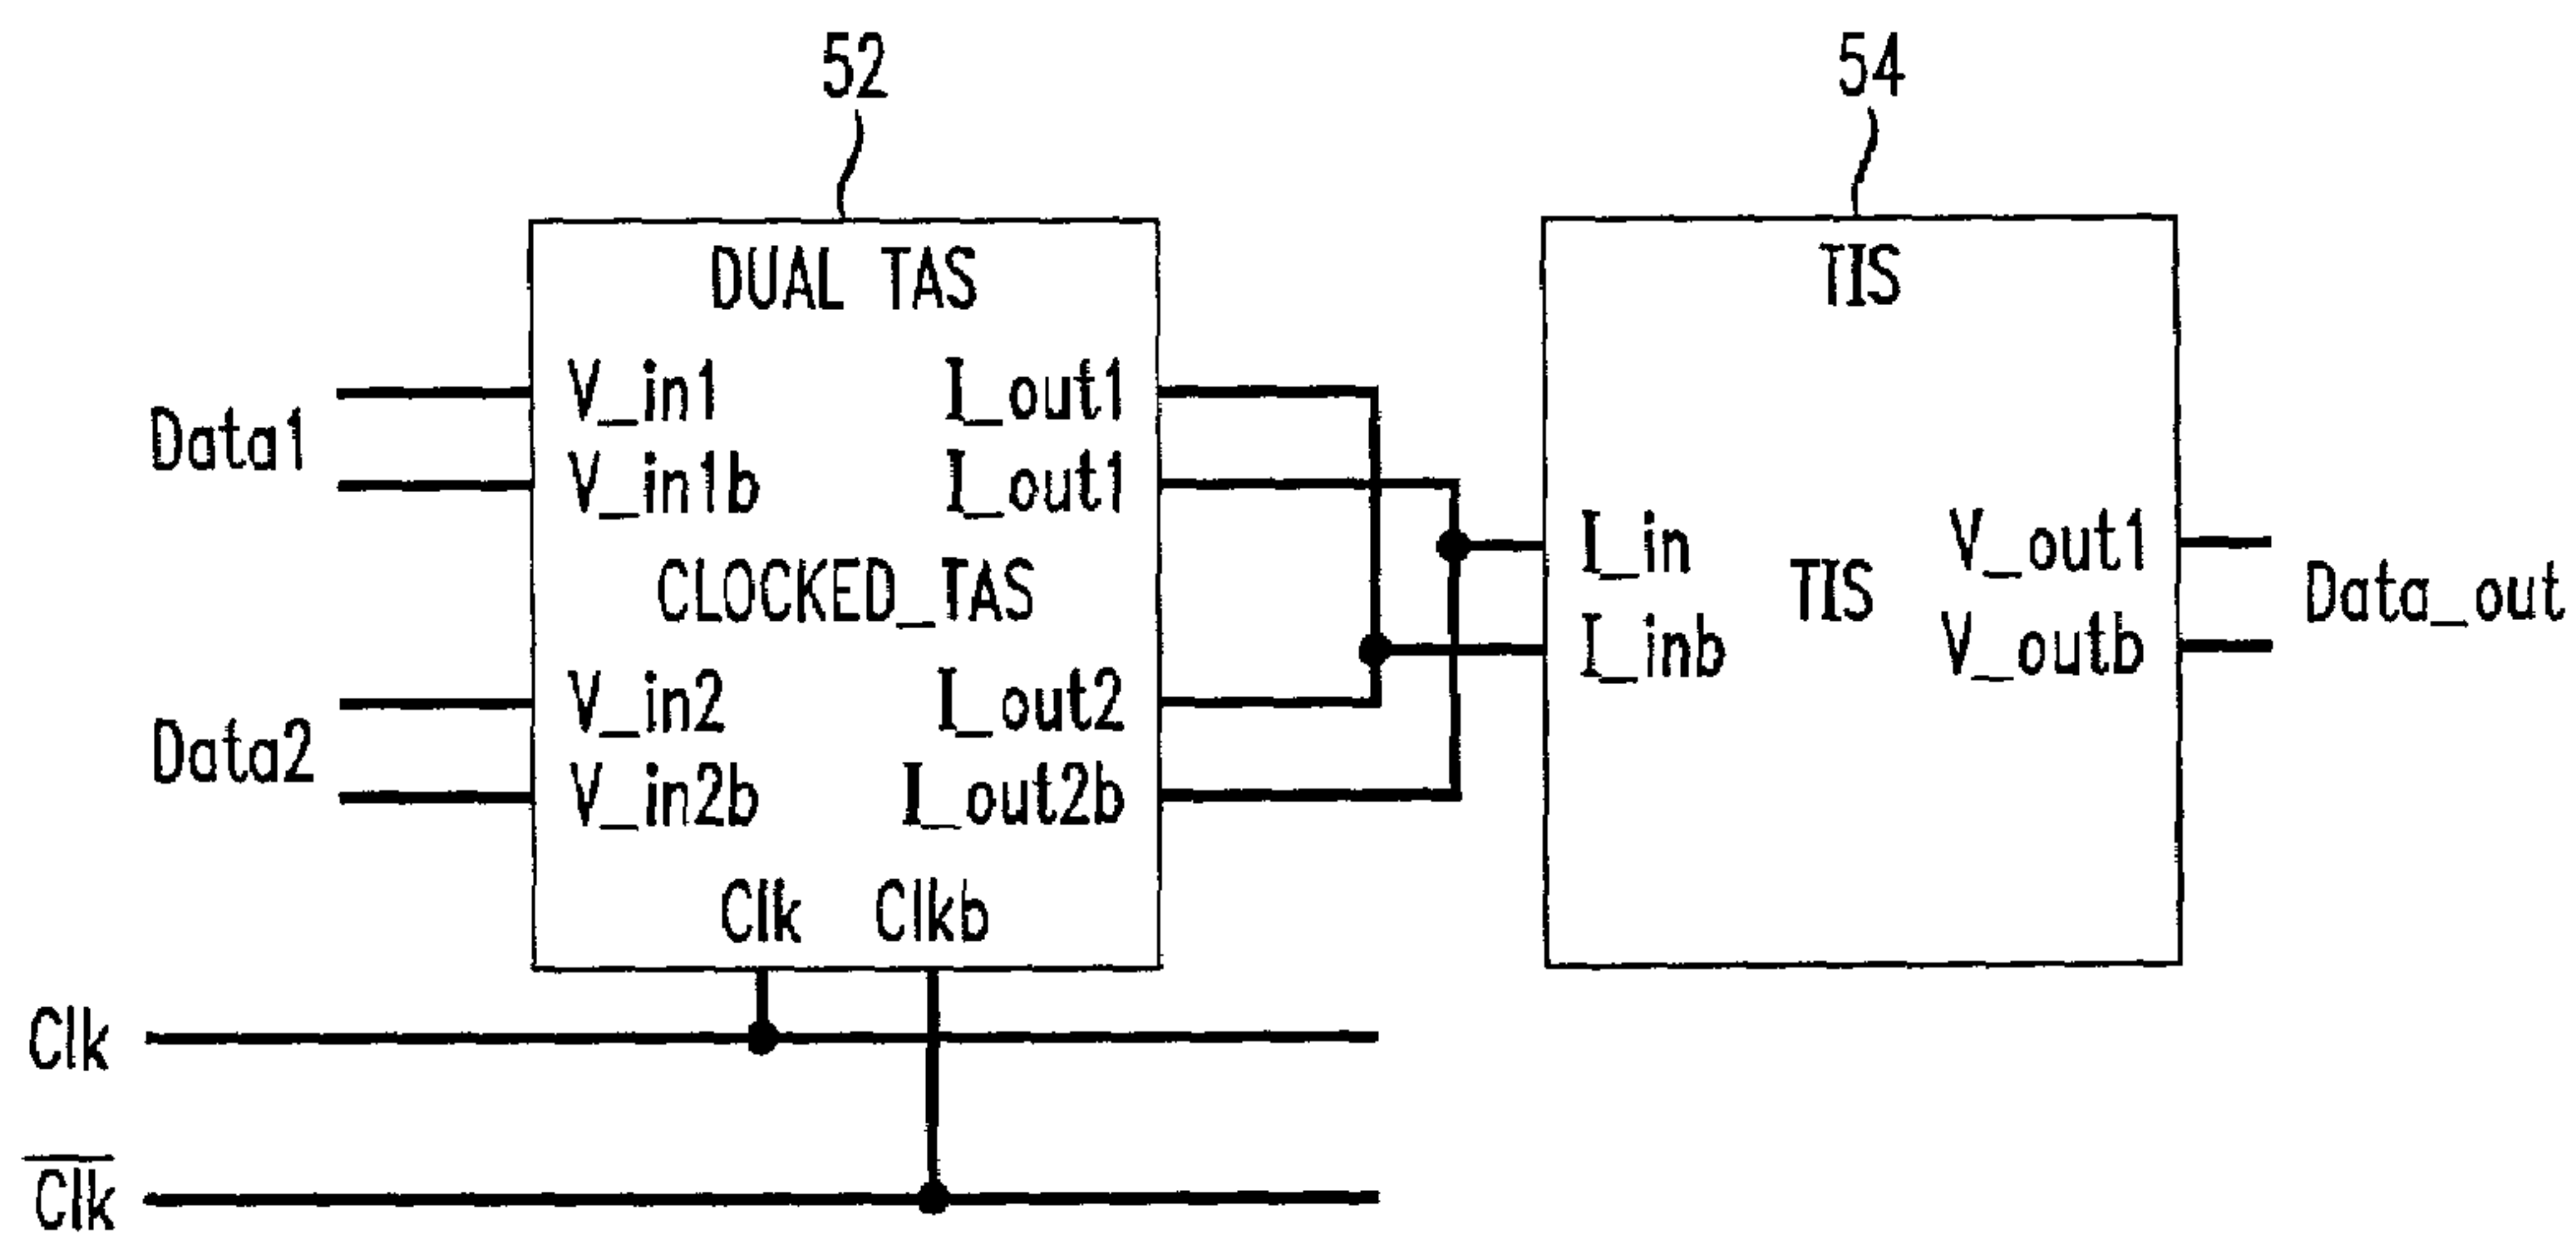 52
54
DUAL TAS
TIS
Data1
V_in1
I_out1
V_in1b
I_out1
CLOCKED_TAS
I_in
TIS
V_out1
I_inb
V_outb
Data_out
Data2
V_in2
I_out2
V_in2b
I_out2b
Clk
Clkb
Clk
C̅l̅k̅